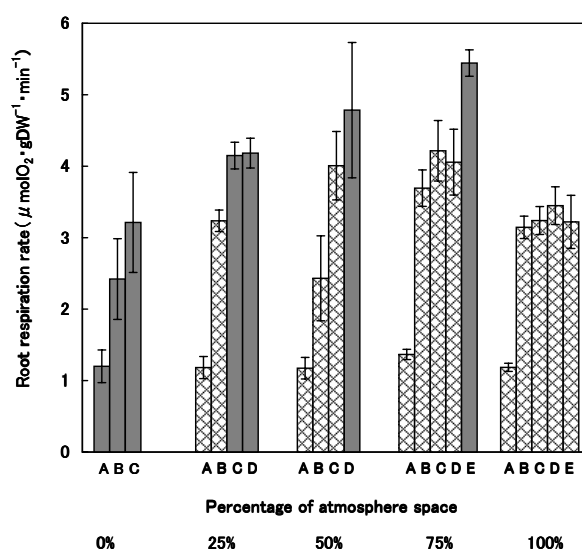 6
5
4
3
2
1
0
Root respiration rate ( μ molO₂・gDW⁻¹・min⁻¹)
A B C A B C D A B C D A B C D E A B C D E
Percentage of atmosphere space
0% 25% 50% 75% 100%